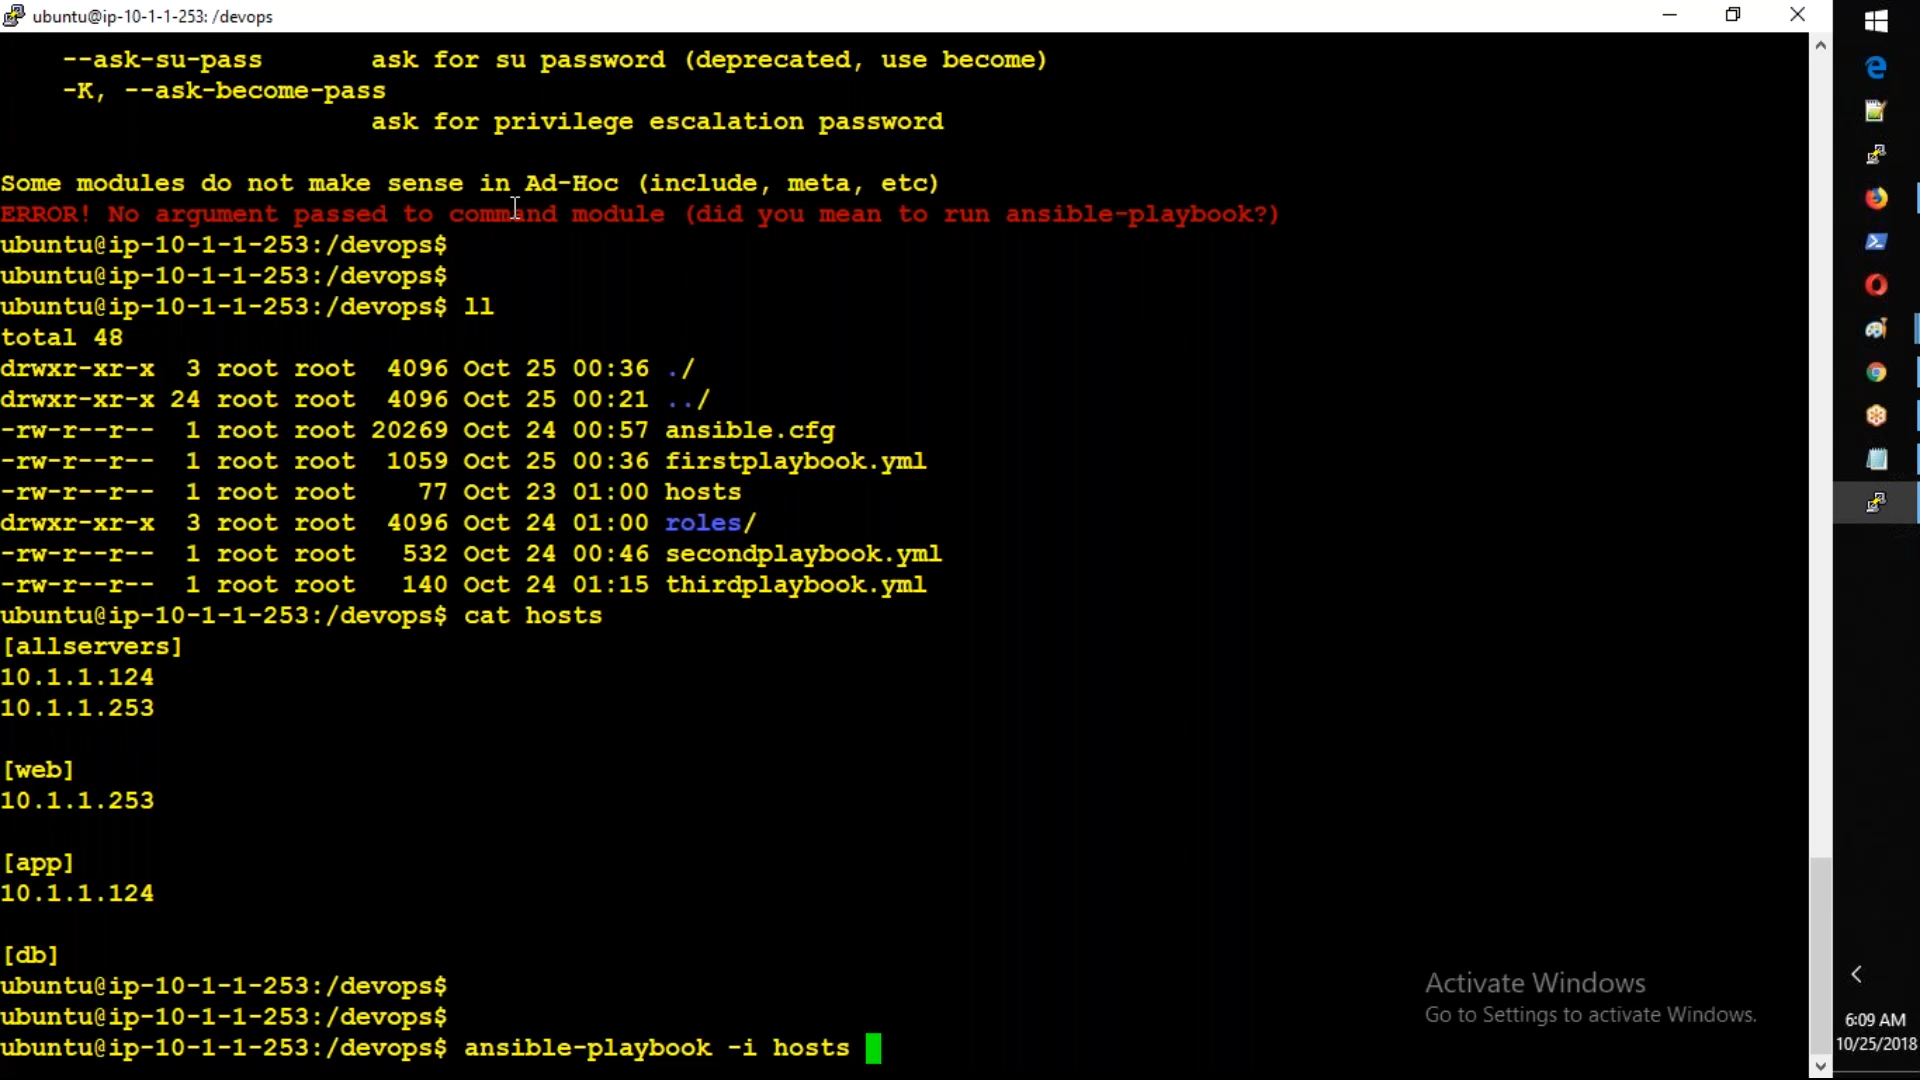 ubuntu@ip-10-1-1-253: /devops
--ask-su-pass       ask for su password (deprecated, use become)
-K, --ask-become-pass
ask for privilege escalation password
Some modules do not make sense in Ad-Hoc (include, meta, etc)
ERROR! No argument passed to command module (did you mean to run ansible-playbook?)
ubuntu@ip-10-1-1-253:/devops$
ubuntu@ip-10-1-1-253:/devops$
ubuntu@ip-10-1-1-253:/devops$ ll
total 48
drwxr-xr-x  3 root root  4096 Oct 25 00:36 ./
drwxr-xr-x 24 root root  4096 Oct 25 00:21 ../
-rw-r--r--  1 root root 20269 Oct 24 00:57 ansible.cfg
-rw-r--r--  1 root root  1059 Oct 25 00:36 firstplaybook.yml
-rw-r--r--  1 root root    77 Oct 23 01:00 hosts
drwxr-xr-x  3 root root  4096 Oct 24 01:00 roles/
-rw-r--r--  1 root root   532 Oct 24 00:46 secondplaybook.yml
-rw-r--r--  1 root root   140 Oct 24 01:15 thirdplaybook.yml
ubuntu@ip-10-1-1-253:/devops$ cat hosts
[allservers]
10.1.1.124
10.1.1.253
[web]
10.1.1.253
[app]
10.1.1.124
[db]
ubuntu@ip-10-1-1-253:/devops$
ubuntu@ip-10-1-1-253:/devops$
ubuntu@ip-10-1-1-253:/devops$ ansible-playbook -i hosts
Activate Windows
Go to Settings to activate Windows.
6:09 AM
10/25/2018